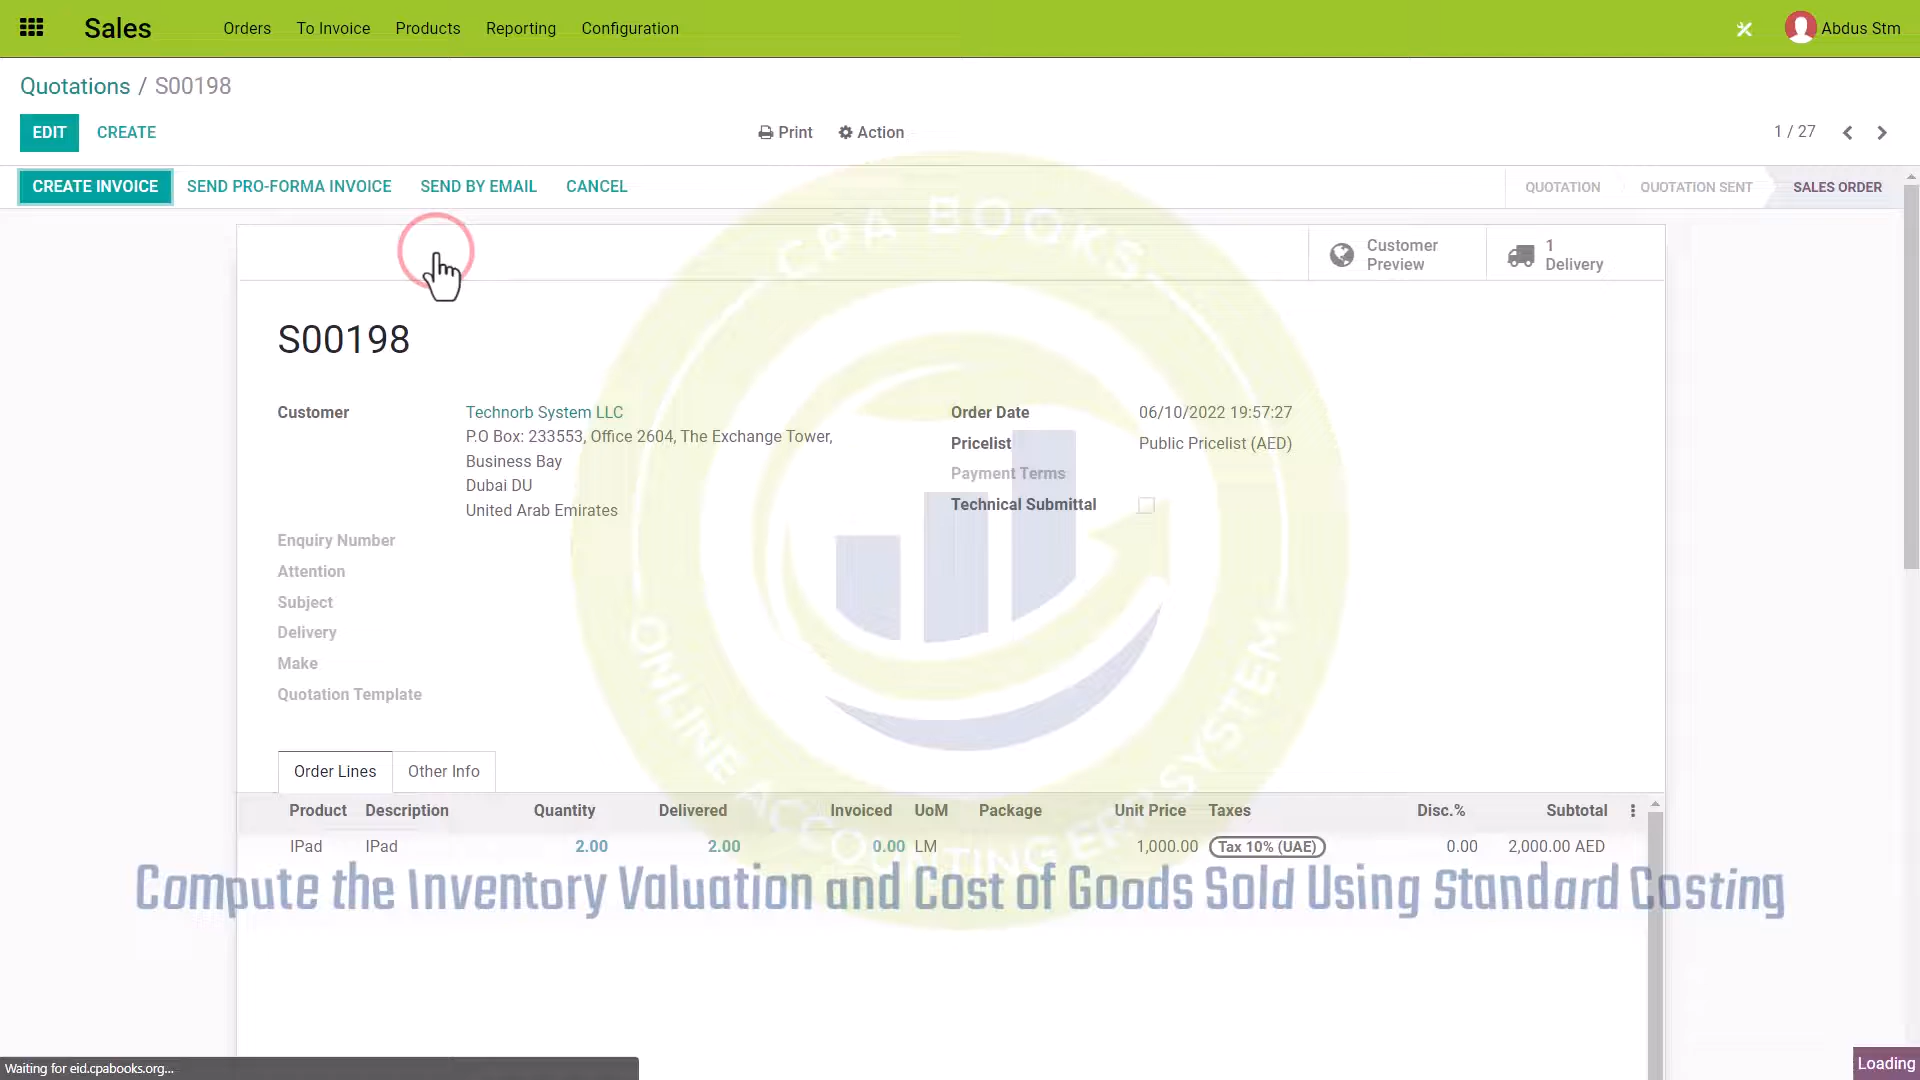 Sales Orders To Invoice Products Reporting Configuration Abdus Stm
Quotations / S00198
EDIT CREATE Print Action 1 / 27
CREATE INVOICE SEND PRO-FORMA INVOICE SEND BY EMAIL CANCEL QUOTATION QUOTATION SENT SALES ORDER
CPA BOOKS
Customer Preview
1 Delivery
S00198
Customer Technorb System LLC
P.O Box: 233553, Office 2604, The Exchange Tower,
Business Bay
Dubai DU
United Arab Emirates
Order Date 06/10/2022 19:57:27
Pricelist Public Pricelist (AED)
Payment Terms
Technical Submittal
Enquiry Number
Attention
Subject
Delivery
Make
Quotation Template
ONLINE ACCOUNTING ERP SYSTEM
Order Lines Other Info
Product Description Quantity Delivered Invoiced UoM Package Unit Price Taxes Disc.% Subtotal
IPad IPad 2.00 2.00 0.00 LM 1,000.00 Tax 10% (UAE) 0.00 2,000.00 AED
Compute the Inventory Valuation and Cost of Goods Sold Using Standard Costing
Waiting for eid.cpabooks.org...
Loading